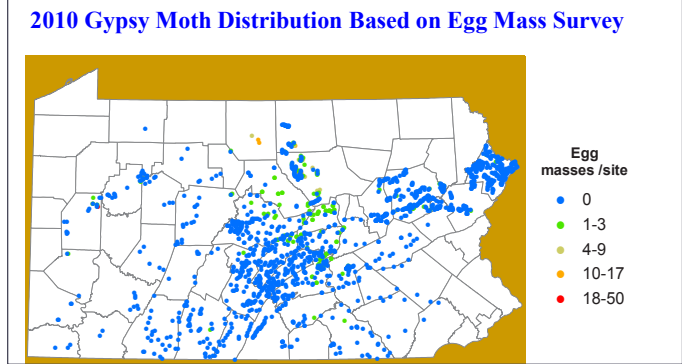 2010 Gypsy Moth Distribution Based on Egg Mass Survey
Egg
masses /site
0
1-3
4-9
10-17
18-50